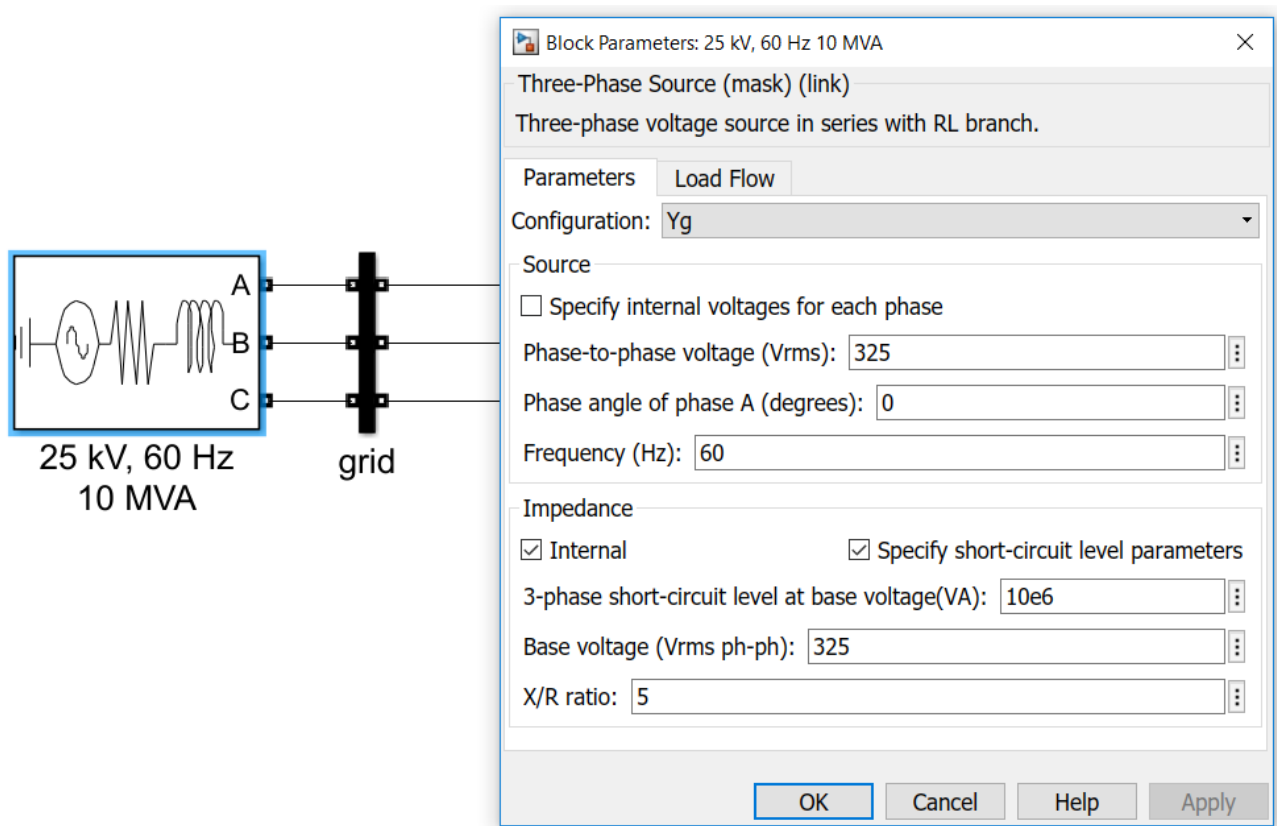 A
B
C
25 kV, 60 Hz
10 MVA
grid
Block Parameters: 25 kV, 60 Hz 10 MVA
Three-Phase Source (mask) (link)
Three-phase voltage source in series with RL branch.
Parameters Load Flow
Configuration: Yg
Source
Specify internal voltages for each phase
Phase-to-phase voltage (Vrms): 325
Phase angle of phase A (degrees): 0
Frequency (Hz): 60
Impedance
Internal Specify short-circuit level parameters
3-phase short-circuit level at base voltage(VA): 10e6
Base voltage (Vrms ph-ph): 325
X/R ratio: 5
OK Cancel Help Apply